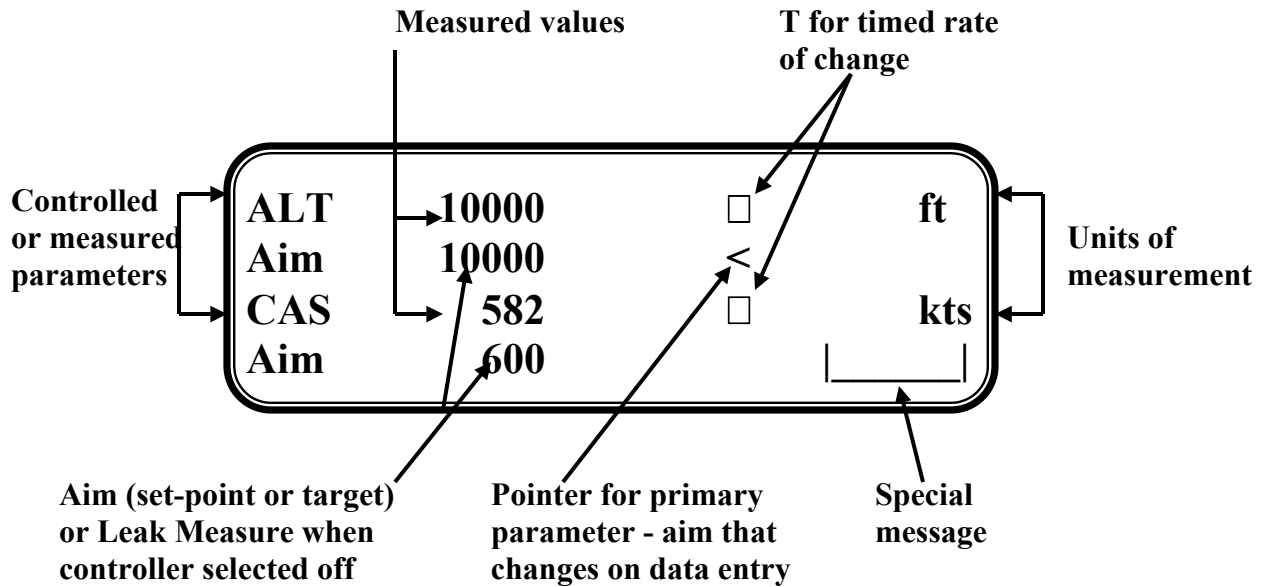 Measured values
T for timed rate
of change
Controlled
or measured
parameters
ALT 10000 □ ft
Aim 10000 <
CAS 582 □ kts
Aim 600 |______|
Units of
measurement
Aim (set-point or target)
or Leak Measure when
controller selected off
Pointer for primary
parameter - aim that
changes on data entry
Special
message